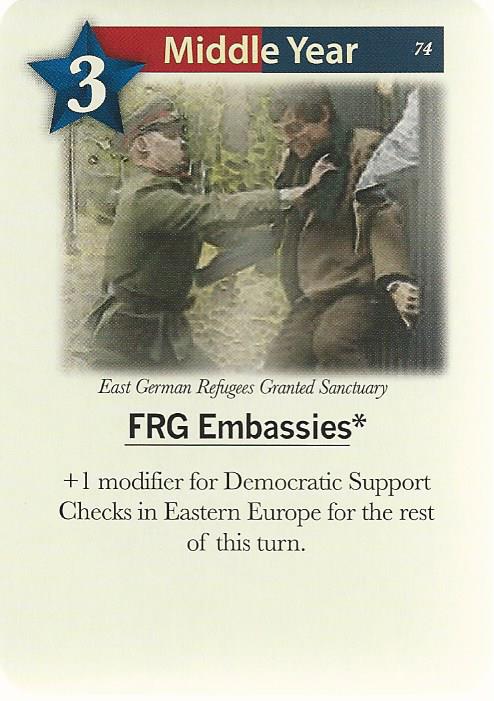 3
Middle Year
74
East German Refugees Granted Sanctuary
FRG Embassies*
+1 modifier for Democratic Support
Checks in Eastern Europe for the rest
of this turn.